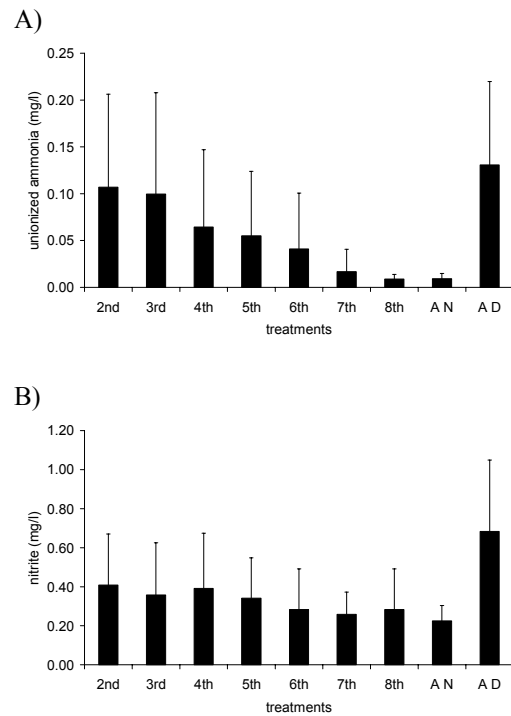 A)
unionized ammonia (mg/l)
0.25
0.20
0.15
0.10
0.05
0.00
2nd 3rd 4th 5th 6th 7th 8th A N A D
treatments
B)
nitrite (mg/l)
1.20
1.00
0.80
0.60
0.40
0.20
0.00
2nd 3rd 4th 5th 6th 7th 8th A N A D
treatments